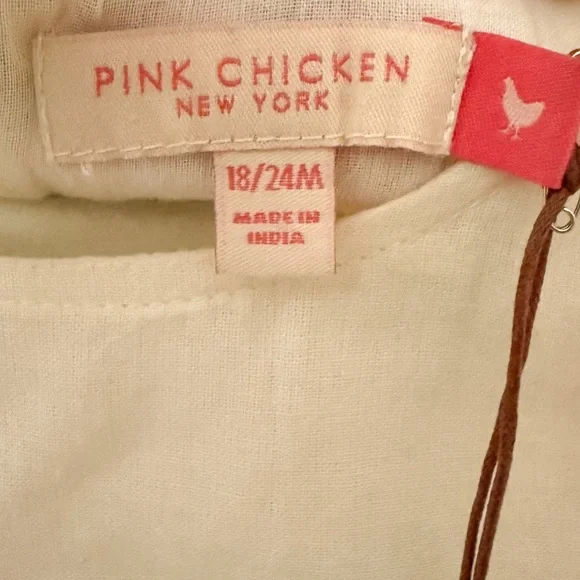 PINK CHICKEN
NEW YORK
18/24M
MADE IN
INDIA